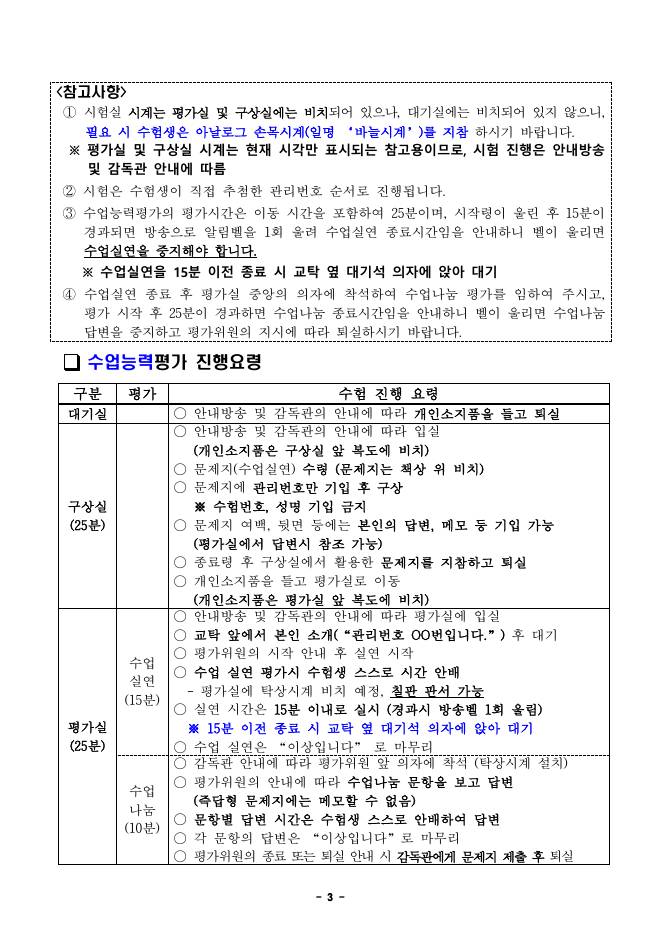 <참고사항>
① 시험실 시계는 평가실 및 구상실에는 비치되어 있으나, 대기실에는 비치되어 있지 않으니,
필요 시 수험생은 아날로그 손목시계(일명 ‘바늘시계’)를 지참 하시기 바랍니다.
※ 평가실 및 구상실 시계는 현재 시각만 표시되는 참고용이므로, 시험 진행은 안내방송
및 감독관 안내에 따름
② 시험은 수험생이 직접 추첨한 관리번호 순서로 진행됩니다.
③ 수업능력평가의 평가시간은 이동 시간을 포함하여 25분이며, 시작령이 울린 후 15분이
경과되면 방송으로 알림벨을 1회 울려 수업실연 종료시간임을 안내하니 벨이 울리면
수업실연을 중지해야 합니다.
※ 수업실연을 15분 이전 종료 시 교탁 옆 대기석 의자에 앉아 대기
④ 수업실연 종료 후 평가실 중앙의 의자에 착석하여 수업나눔 평가를 임하여 주시고,
평가 시작 후 25분이 경과하면 수업나눔 종료시간임을 안내하니 벨이 울리면 수업나눔
답변을 중지하고 평가위원의 지시에 따라 퇴실하시기 바랍니다.
❏ 수업능력평가 진행요령
구분 평가 수험 진행 요령
대기실 ○ 안내방송 및 감독관의 안내에 따라 개인소지품을 들고 퇴실
구상실
(25분)
○ 안내방송 및 감독관의 안내에 따라 입실
(개인소지품은 구상실 앞 복도에 비치)
○ 문제지(수업실연) 수령 (문제지는 책상 위 비치)
○ 문제지에 관리번호만 기입 후 구상
※ 수험번호, 성명 기입 금지
○ 문제지 여백, 뒷면 등에는 본인의 답변, 메모 등 기입 가능
(평가실에서 답변시 참조 가능)
○ 종료령 후 구상실에서 활용한 문제지를 지참하고 퇴실
○ 개인소지품을 들고 평가실로 이동
(개인소지품은 평가실 앞 복도에 비치)
평가실
(25분)
수업
실연
(15분)
○ 안내방송 및 감독관의 안내에 따라 평가실에 입실
○ 교탁 앞에서 본인 소개(“관리번호 OO번입니다.”) 후 대기
○ 평가위원의 시작 안내 후 실연 시작
○ 수업 실연 평가시 수험생 스스로 시간 안배
- 평가실에 탁상시계 비치 예정, 칠판 판서 가능
○ 실연 시간은 15분 이내로 실시 (경과시 방송벨 1회 울림)
※ 15분 이전 종료 시 교탁 옆 대기석 의자에 앉아 대기
○ 수업 실연은 “이상입니다” 로 마무리
수업
나눔
(10분)
○ 감독관 안내에 따라 평가위원 앞 의자에 착석 (탁상시계 설치)
○ 평가위원의 안내에 따라 수업나눔 문항을 보고 답변
(즉답형 문제지에는 메모할 수 없음)
○ 문항별 답변 시간은 수험생 스스로 안배하여 답변
○ 각 문항의 답변은 “이상입니다”로 마무리
○ 평가위원의 종료 또는 퇴실 안내 시 감독관에게 문제지 제출 후 퇴실
- 3 -